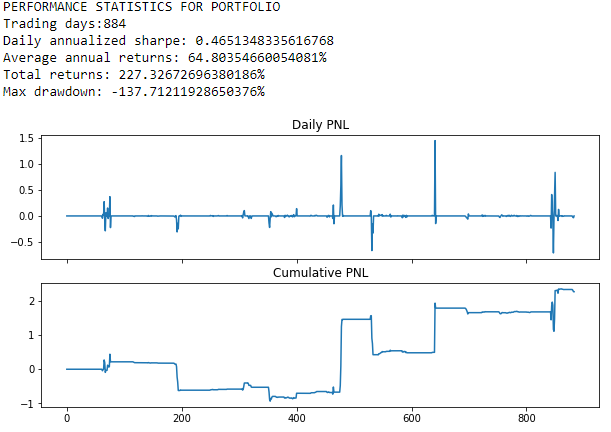 PERFORMANCE STATISTICS FOR PORTFOLIO
Trading days:884
Daily annualized sharpe: 0.4651348335616768
Average annual returns: 64.80354660054081%
Total returns: 227.32672696380186%
Max drawdown: -137.71211928650376%
Daily PNL
1.5
1.0
0.5
0.0
−0.5
Cumulative PNL
2
1
0
−1
0 200 400 600 800